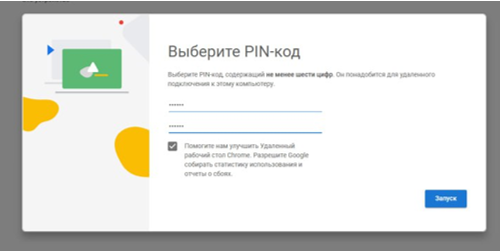 Выберите PIN-код
Выберите PIN-код, содержащий не менее шести цифр. Он понадобится для удаленного
подключения к этому компьютеру.
······
······
Помогите нам улучшить Удаленный
рабочий стол Chrome. Разрешите Google
собирать статистику использования и
отчеты о сбоях.
Запуск